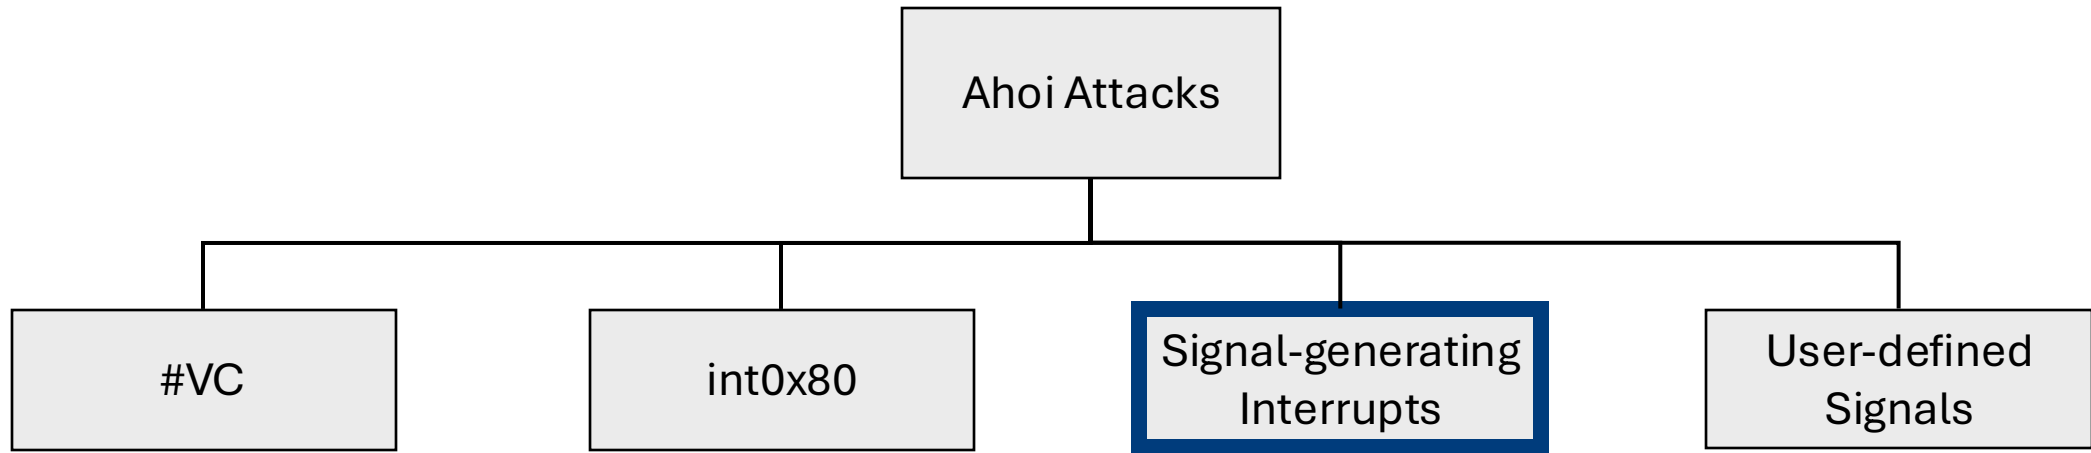 Ahoi Attacks
#VC
int0x80
Signal-generating
Interrupts
User-defined
Signals